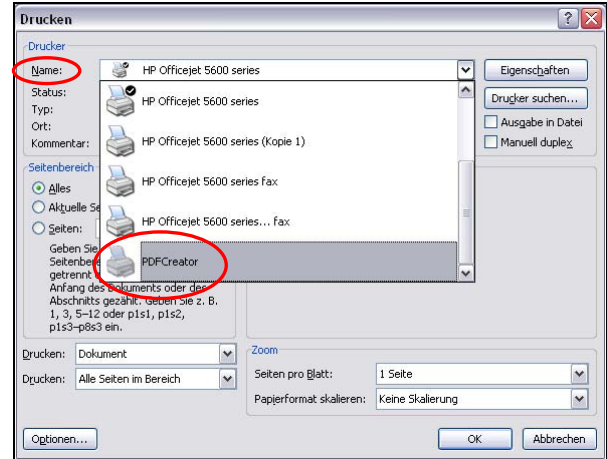 Drucken
Drucker
Name:
HP Officejet 5600 series
Eigenschaften
Status:
HP Officejet 5600 series
Drucker suchen...
Typ:
Ort:
Ausgabe in Datei
Kommentar:
HP Officejet 5600 series (Kopie 1)
Manuell duplex
Seitenbereich
HP Officejet 5600 series fax
Alles
Aktuelle Se
HP Officejet 5600 series... fax
Seiten:
Geben Sie
Seitenbere
PDFCreator
getrennt
Anfang des Dokuments oder des
Abschnitts gezählt. Geben Sie z. B.
1, 3, 5–12 oder p1s1, p1s2,
p1s3–p8s3 ein.
Drucken: Dokument
Zoom
Seiten pro Blatt: 1 Seite
Drucken: Alle Seiten im Bereich
Papierformat skalieren: Keine Skalierung
Optionen...
OK
Abbrechen